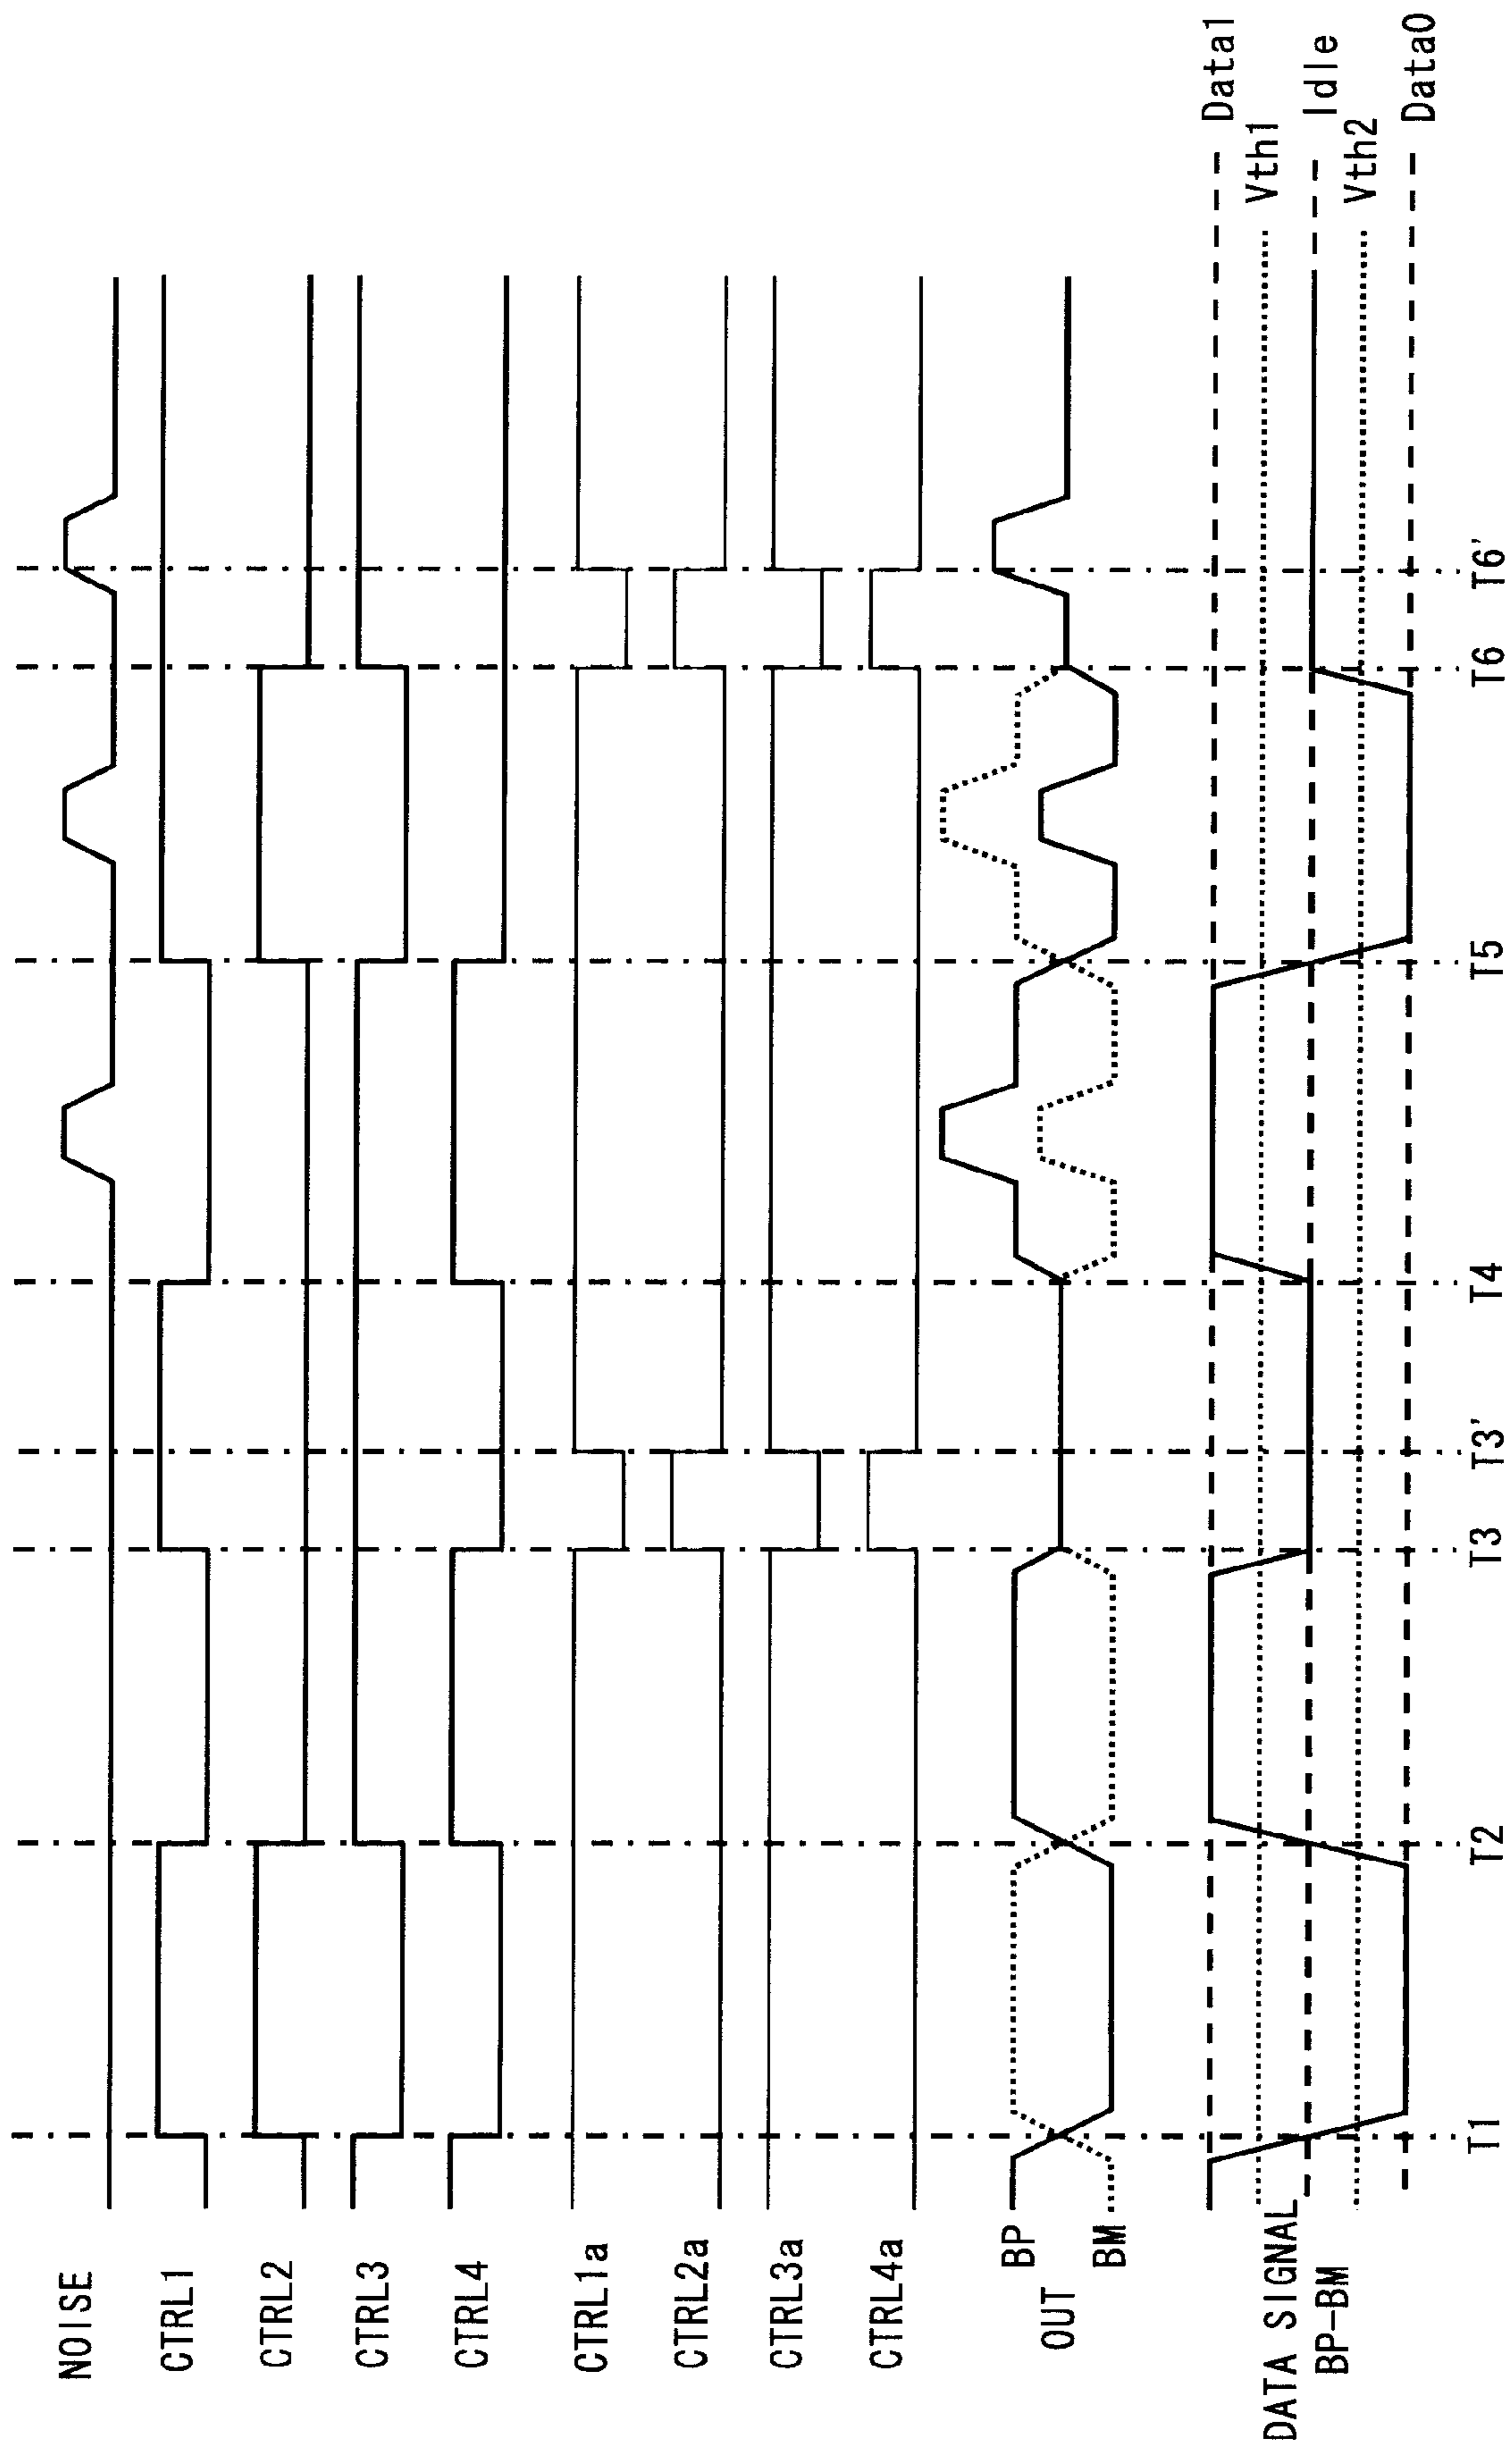 NOISE
CTRL1
CTRL2
CTRL3
CTRL4
CTRL1a
CTRL2a
CTRL3a
CTRL4a
BP
OUT
BM
DATA SIGNAL
BP-BM
Data1
Vth1
Idle
Vth2
Data0
T1 T2 T3 T3' T4 T5 T6 T6'